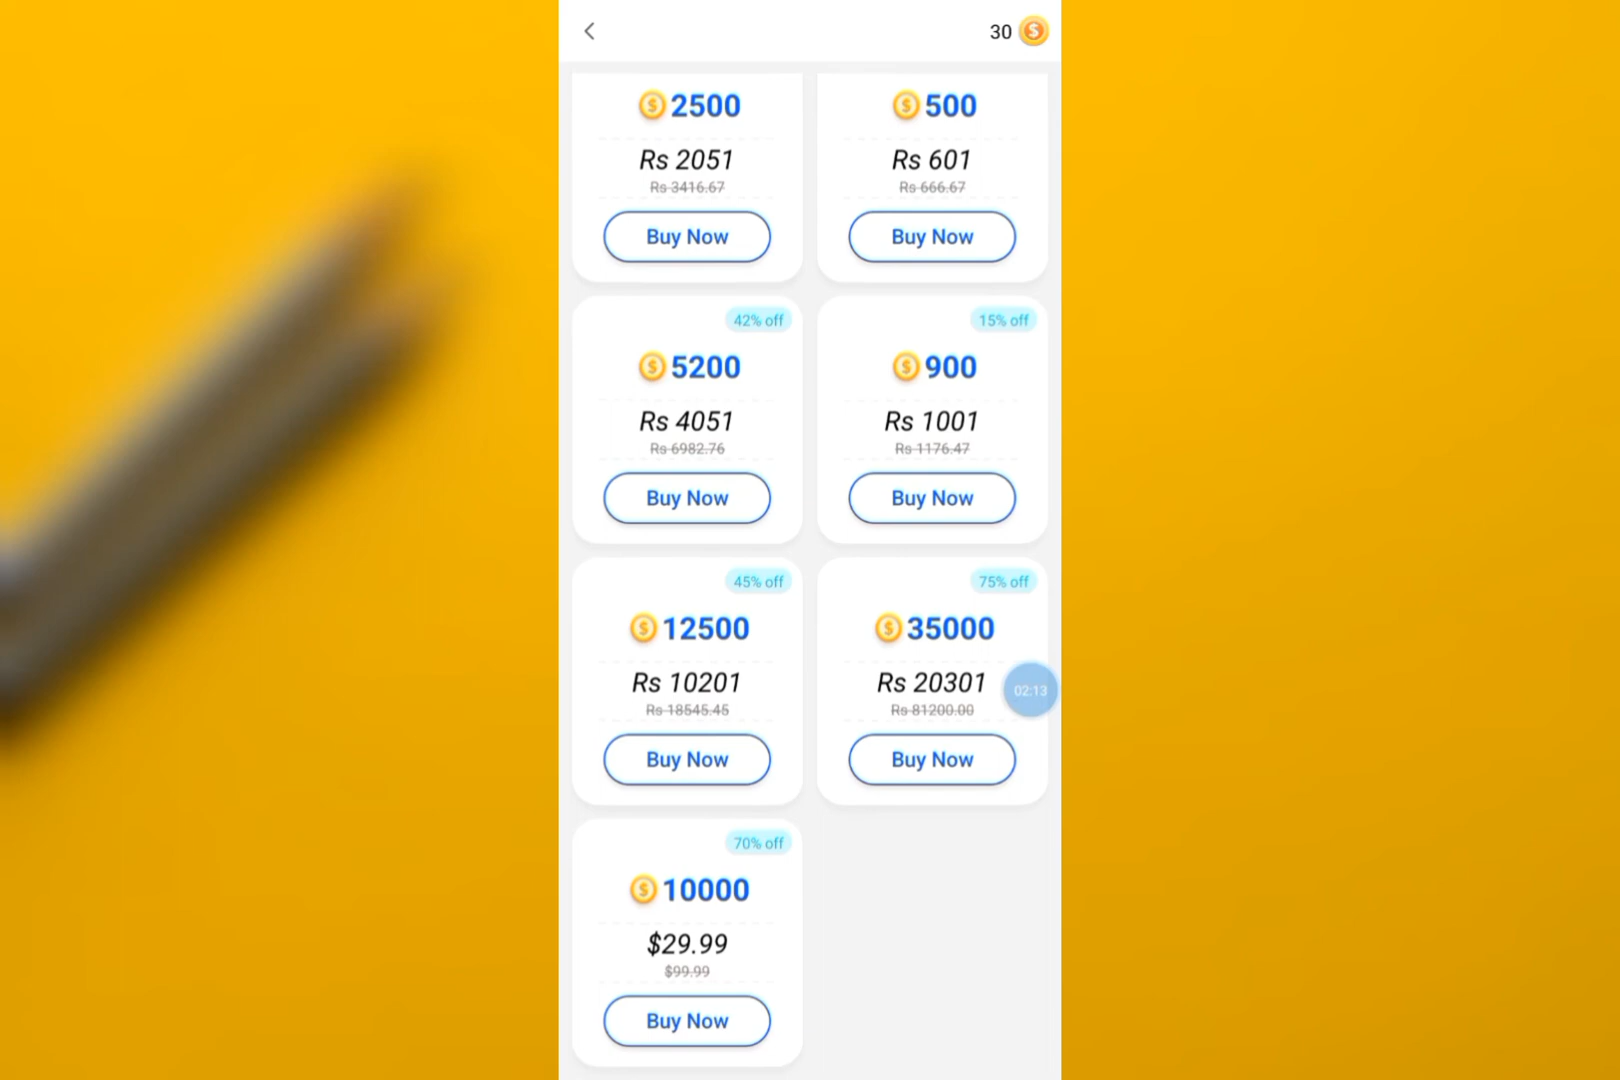 30
2500
Rs 2051
Rs 3416.67
Buy Now
500
Rs 601
Rs 666.67
Buy Now
42% off
5200
Rs 4051
Rs 6982.76
Buy Now
15% off
900
Rs 1001
Rs 1176.47
Buy Now
45% off
12500
Rs 10201
Rs 18545.45
Buy Now
75% off
35000
Rs 20301
Rs 81200.00
Buy Now
02:13
70% off
10000
$29.99
$99.99
Buy Now